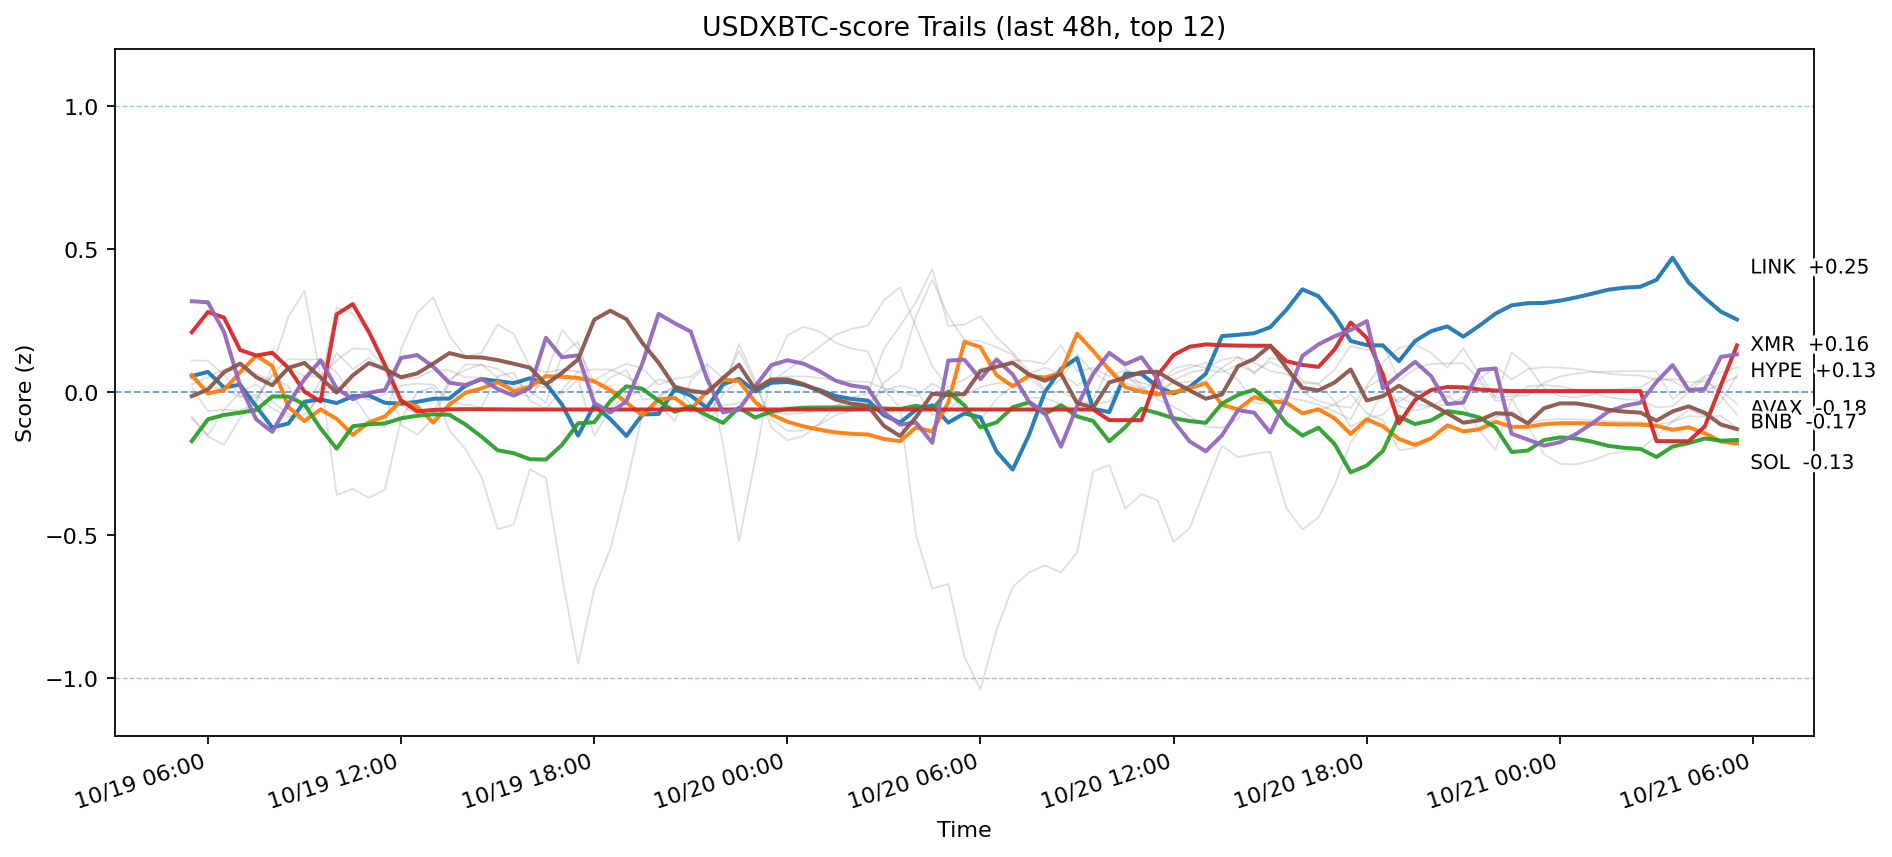 USDXBTC-score Trails (last 48h, top 12)
1.0
0.5
0.0
−0.5
−1.0
Score (z)
LINK +0.25
XMR +0.16
HYPE +0.13
AVAX -0.18
BNB -0.17
SOL -0.13
10/19 06:00
10/19 12:00
10/19 18:00
10/20 00:00
10/20 06:00
10/20 12:00
10/20 18:00
10/21 00:00
10/21 06:00
Time